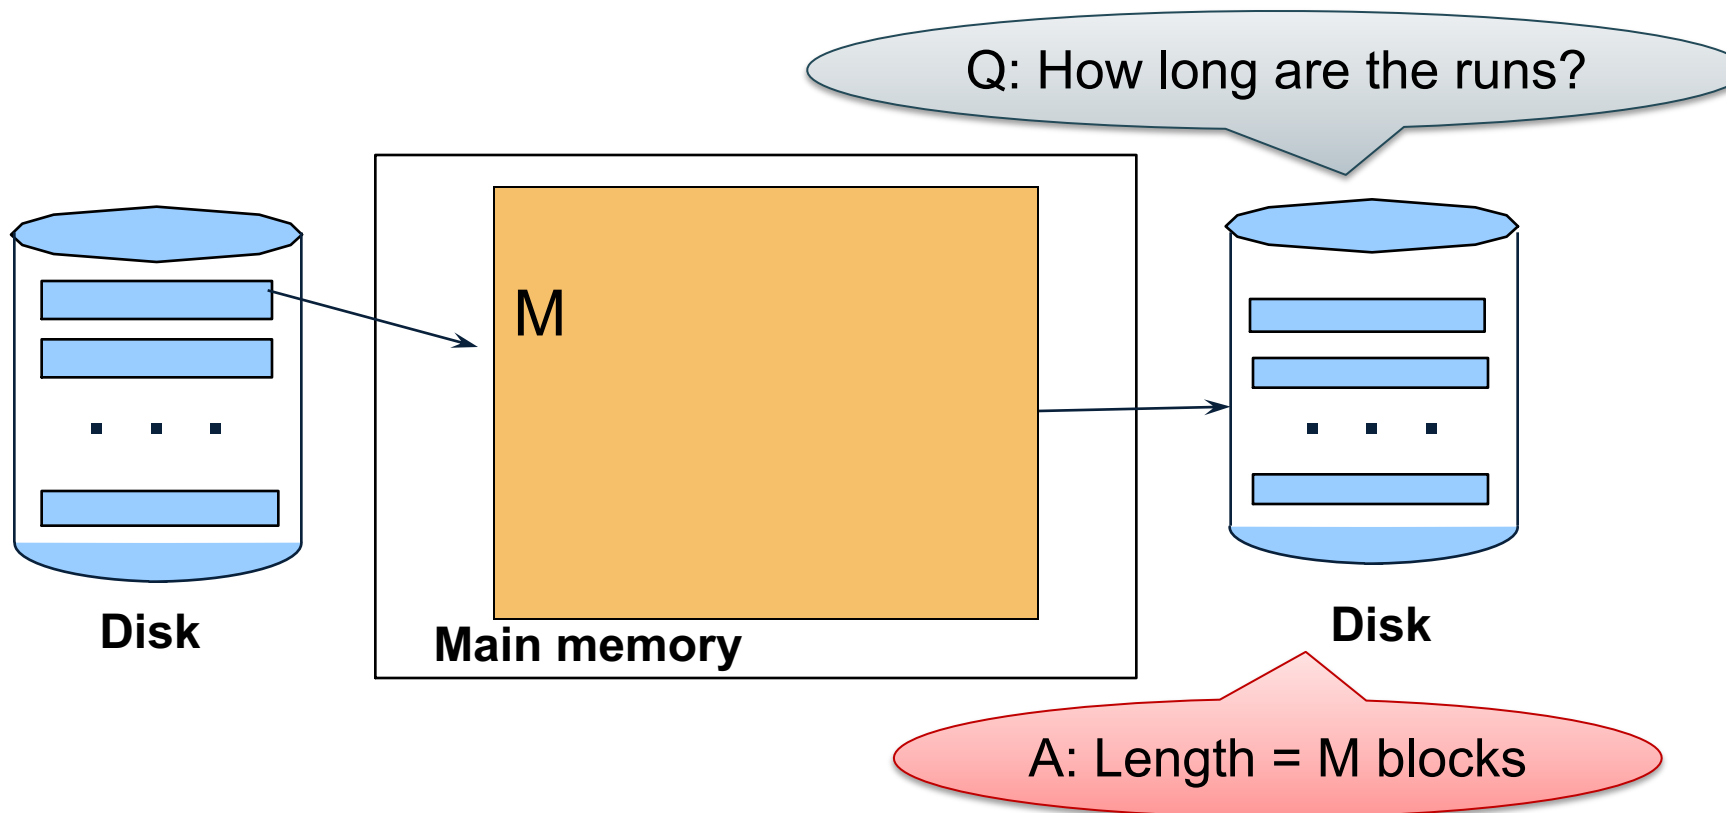 Q: How long are the runs?
M
Disk
Main memory
Disk
A: Length = M blocks